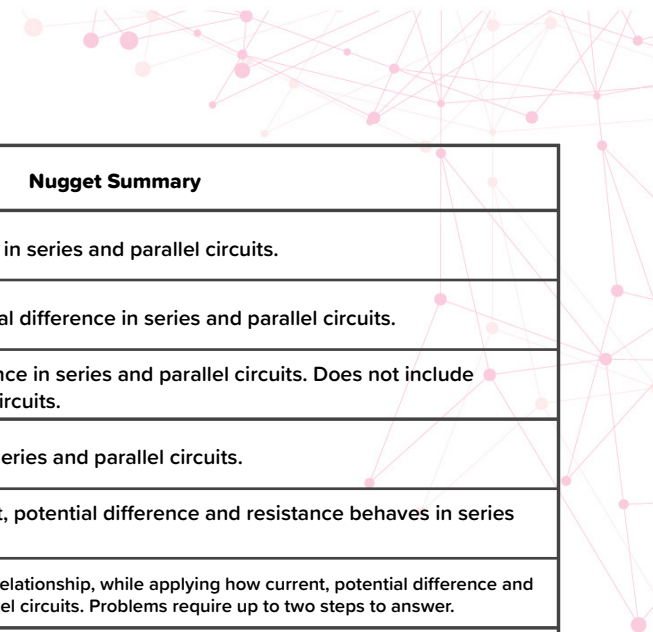 Nugget Summary
in series and parallel circuits.
al difference in series and parallel circuits.
nce in series and parallel circuits. Does not include
ircuits.
eries and parallel circuits.
t, potential difference and resistance behaves in series
elationship, while applying how current, potential difference and
el circuits. Problems require up to two steps to answer.